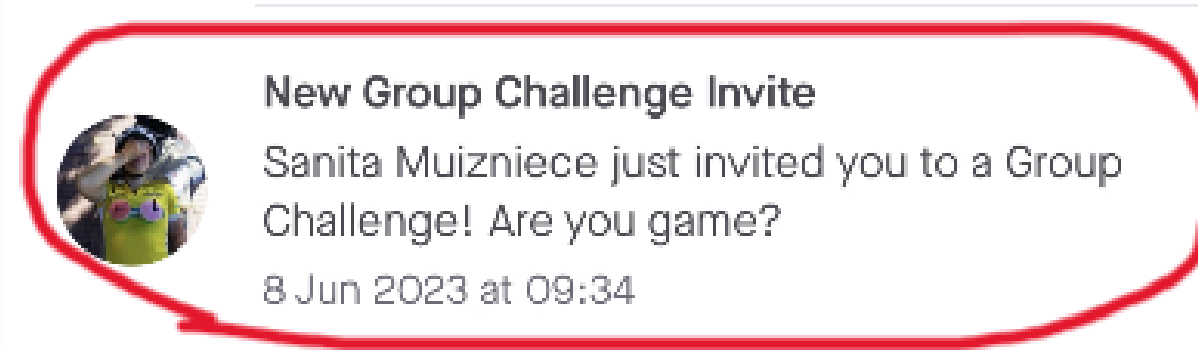 New Group Challenge Invite
Sanita Muizniece just invited you to a Group
Challenge! Are you game?
8 Jun 2023 at 09:34